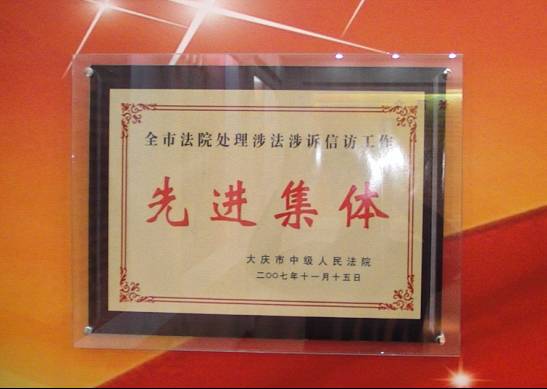 全市法院处理涉法涉诉信访工作
先进集体
大庆市中级人民法院
二〇〇七年十一月十五日